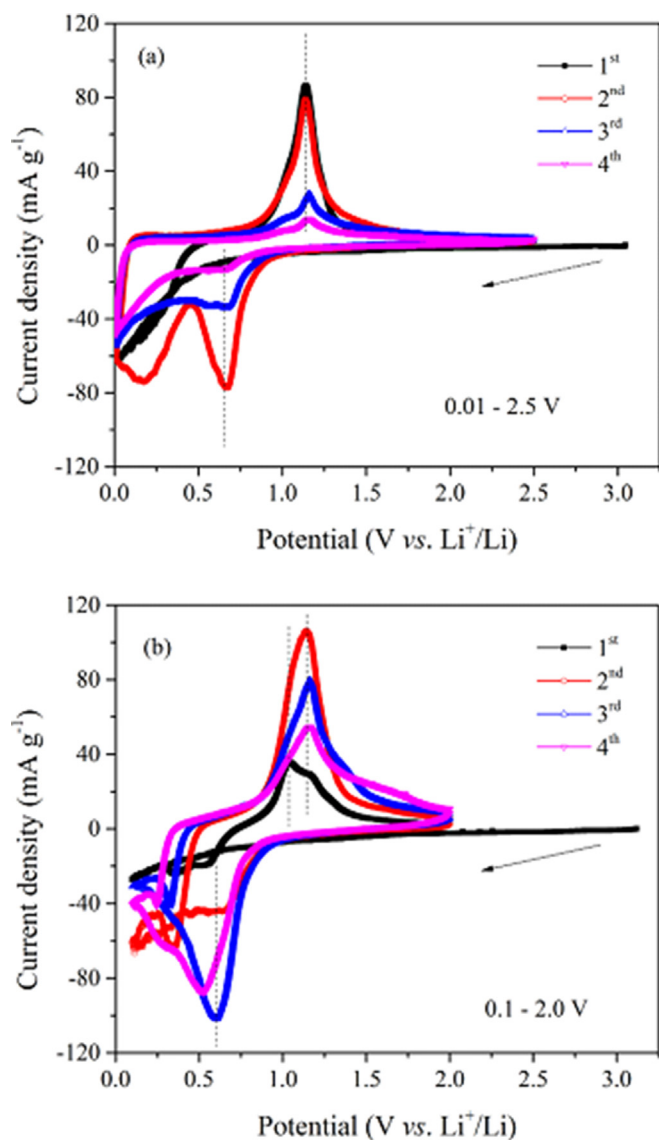 120
80
40
0
-40
-80
-120
(a)
1st
2nd
3rd
4th
0.01 - 2.5 V
0.0 0.5 1.0 1.5 2.0 2.5 3.0
Current density (mA g-1)
Potential (V vs. Li+/Li)
120
80
40
0
-40
-80
-120
(b)
1st
2nd
3rd
4th
0.1 - 2.0 V
0.0 0.5 1.0 1.5 2.0 2.5 3.0
Current density (mA g-1)
Potential (V vs. Li+/Li)